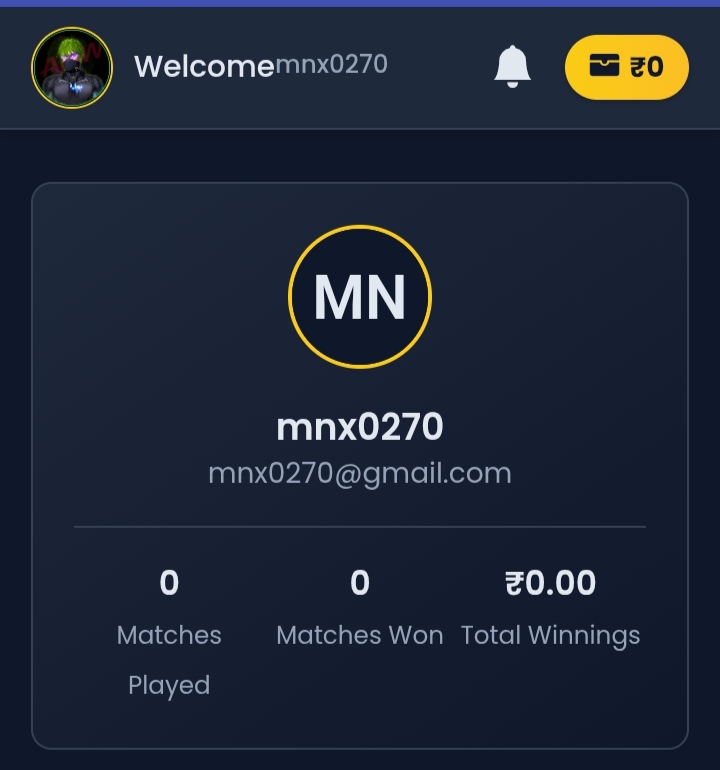 Welcomemnx0270
₹0
MN
mnx0270
mnx0270@gmail.com
0
0
₹0.00
Matches Played
Matches Won
Total Winnings